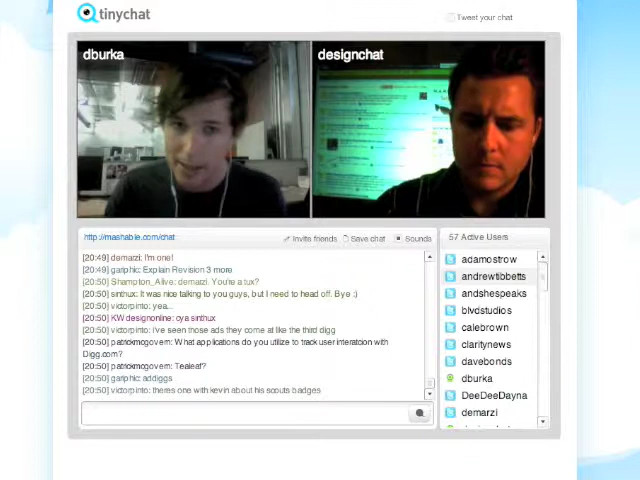 tinychat
Tweet your chat
dburka
designchat
http://mashable.com/chat
Invite friends
Save chat
Sounds
57 Active Users
[20:49] demarzi: I'm one!
[20:49] gariphic: Explain Revision 3 more
[20:50] Shampton_Alive: demarzi. You're a tux?
[20:50] sinthux: It was nice talking to you guys, but I need to head off. Bye :)
[20:50] victorpinto: yea...
[20:50] KW designonline: cya sinthux
[20:50] victorpinto: i've seen those ads they come at like the third digg
[20:50] patrickmcgovern: What applications do you utilize to track user interatcion with
Digg.com?
[20:50] patrickmcgovern: Tealeaf?
[20:50] gariphic: addiggs
[20:50] victorpinto: theres one with kevin about his scouts badges
adamostrow
andrewtibbetts
andshespeaks
blvdstudios
calebrown
claritynews
davebonds
dburka
DeeDeeDayna
demarzi